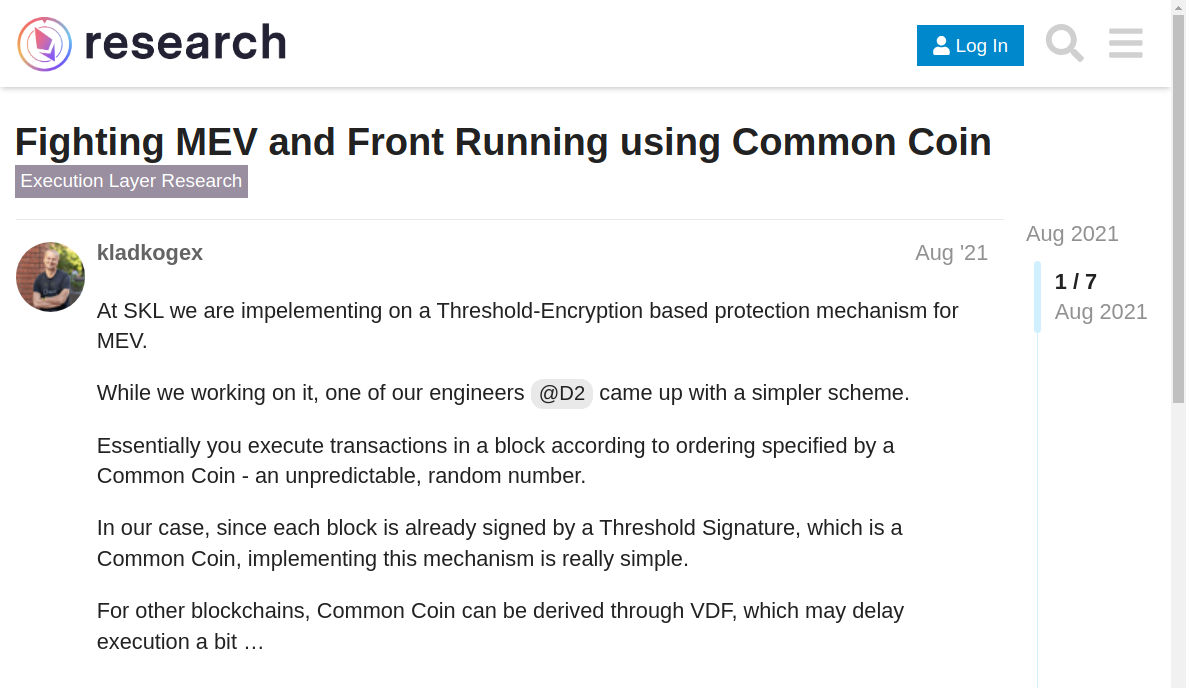 research
Log In
Fighting MEV and Front Running using Common Coin
Execution Layer Research
Aug 2021
kladkogex
Aug '21
1 / 7
Aug 2021
At SKL we are impelementing on a Threshold-Encryption based protection mechanism for
MEV.
While we working on it, one of our engineers @D2 came up with a simpler scheme.
Essentially you execute transactions in a block according to ordering specified by a
Common Coin - an unpredictable, random number.
In our case, since each block is already signed by a Threshold Signature, which is a
Common Coin, implementing this mechanism is really simple.
For other blockchains, Common Coin can be derived through VDF, which may delay
execution a bit …